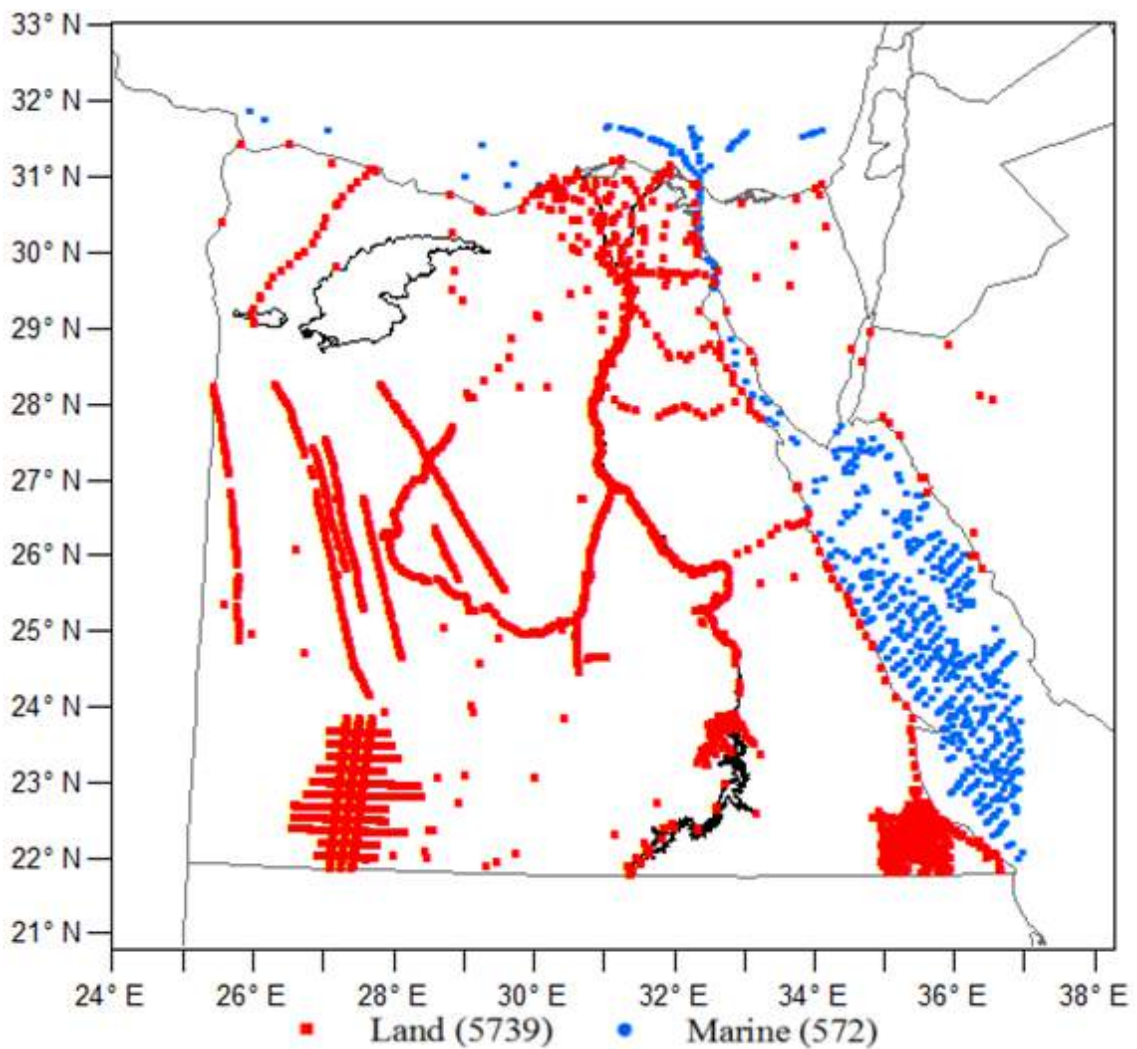 33° N
32° N
31° N
30° N
29° N
28° N
27° N
26° N
25° N
24° N
23° N
22° N
21° N
24° E 26° E 28° E 30° E 32° E 34° E 36° E 38° E
Land (5739) Marine (572)